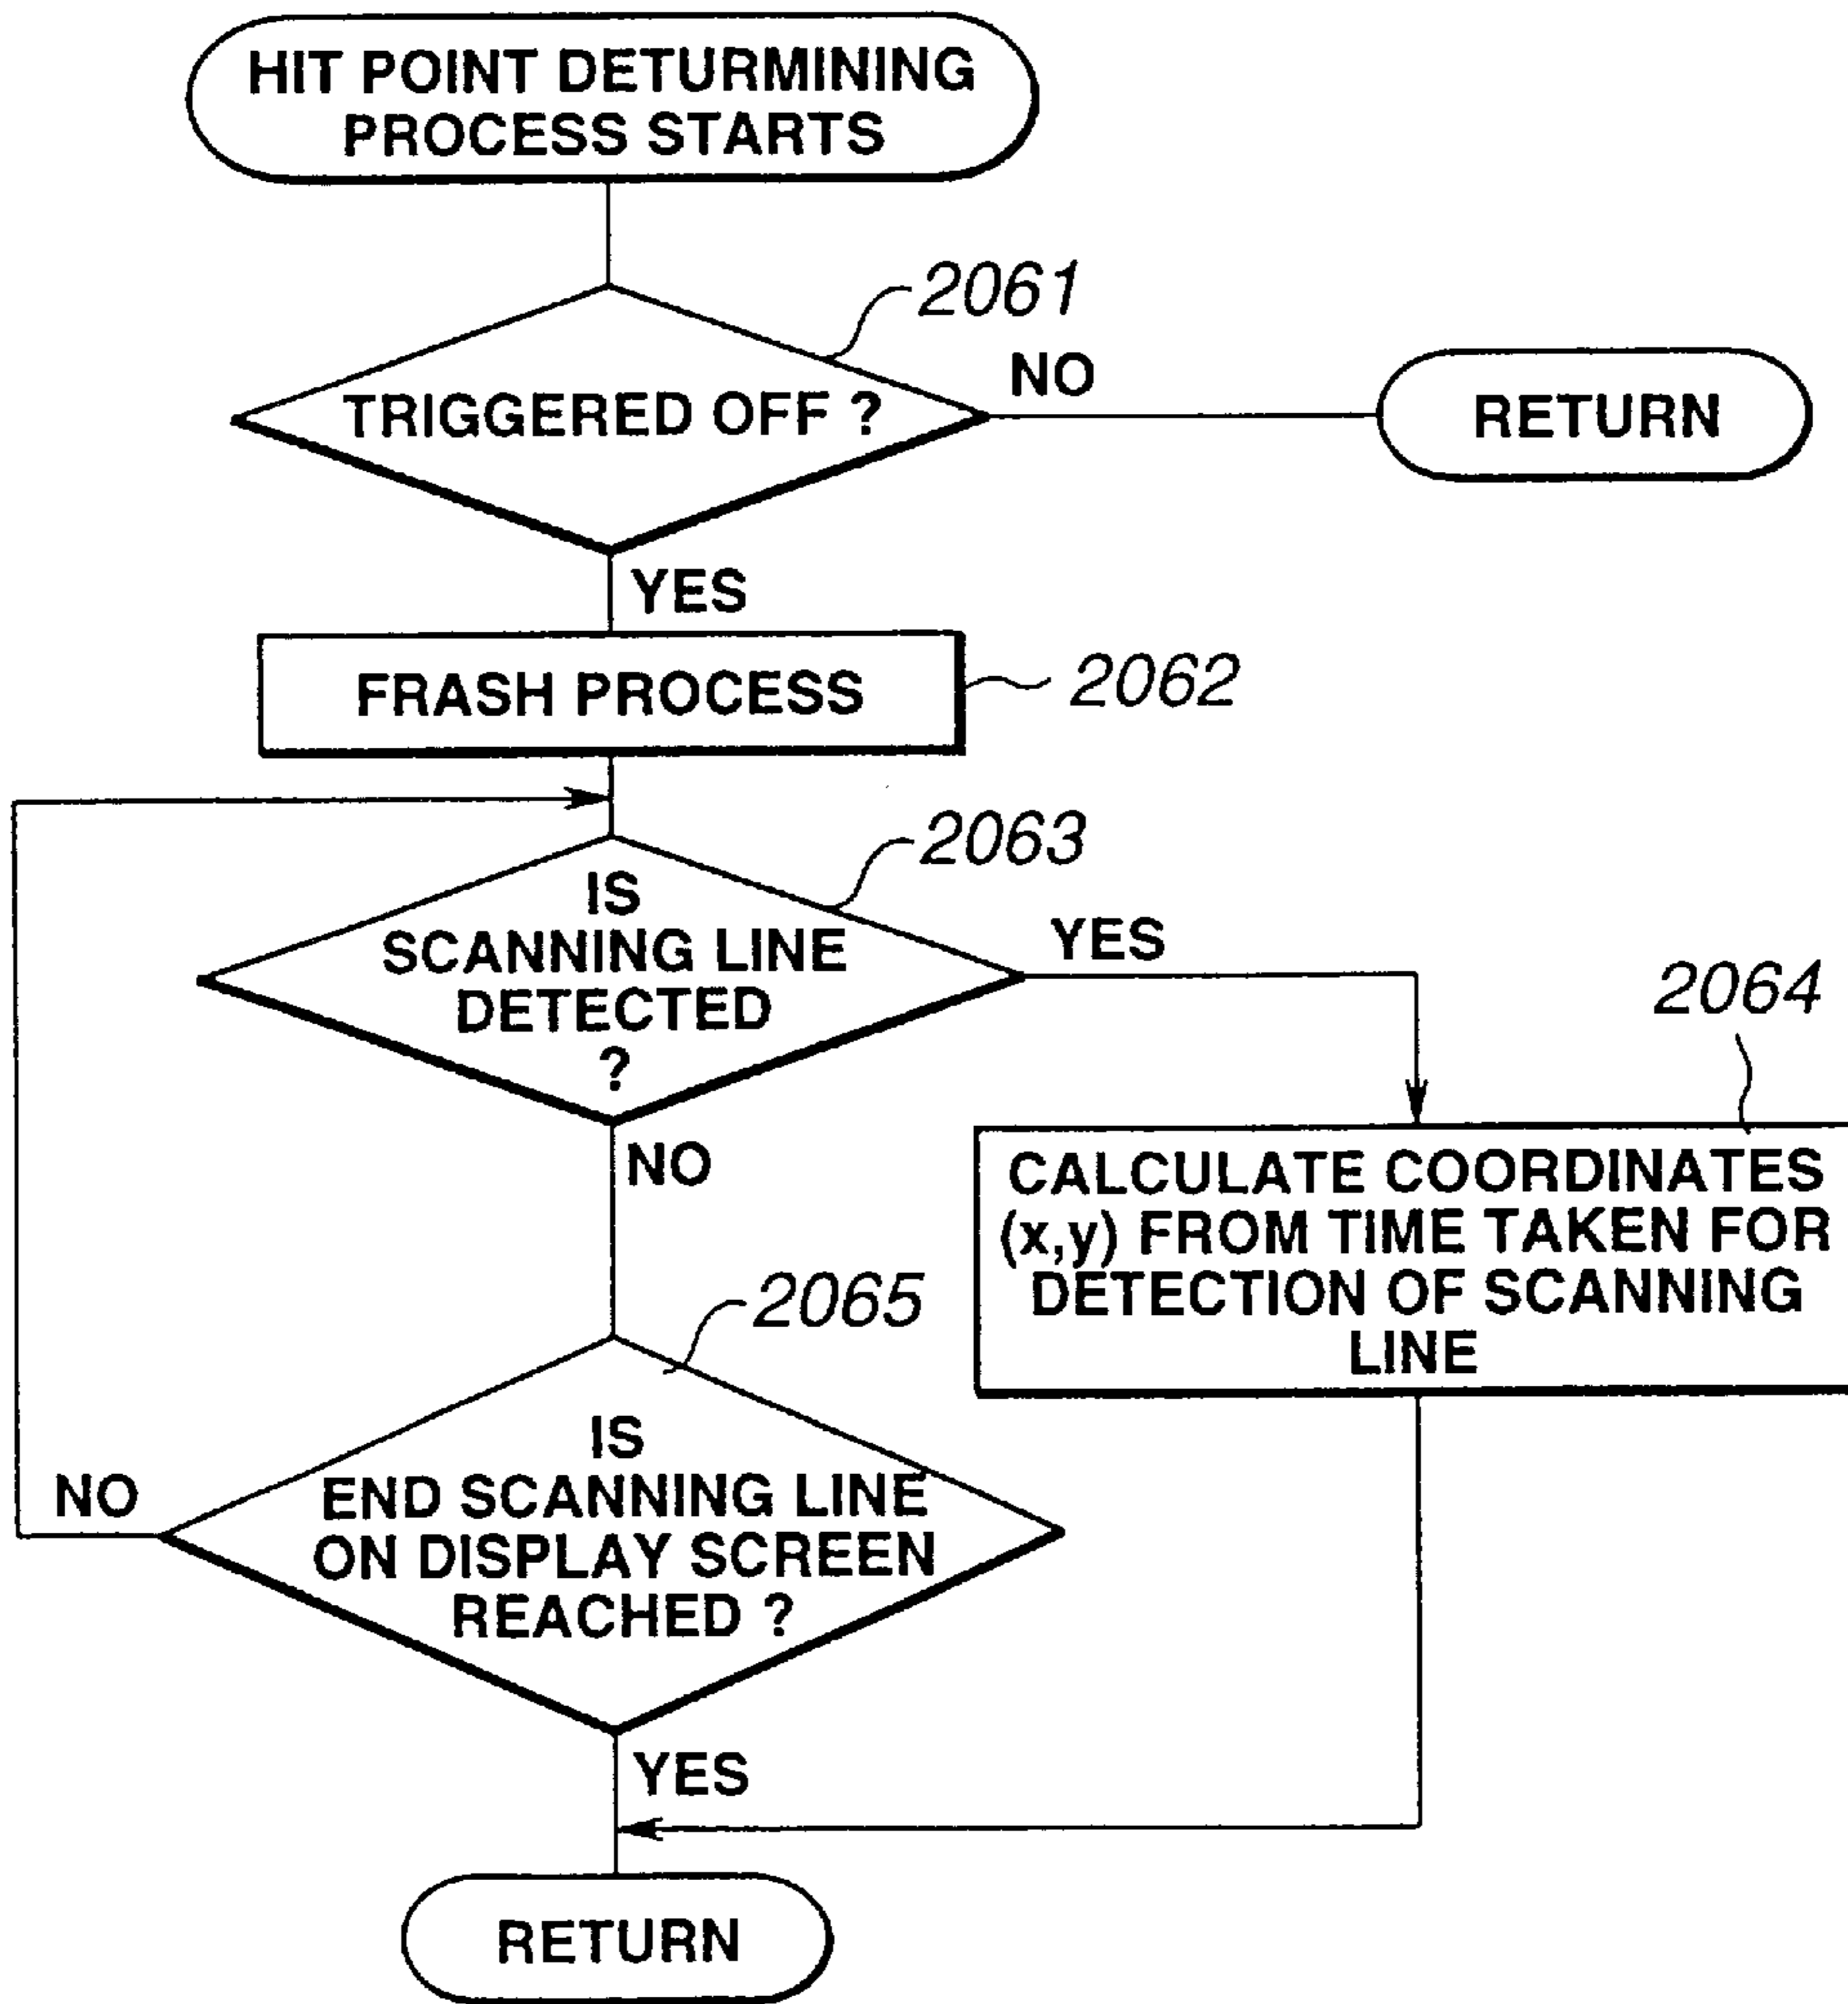 HIT POINT DETURMINING
PROCESS STARTS
2061
TRIGGERED OFF ?
NO
RETURN
YES
FRASH PROCESS
2062
2063
IS
SCANNING LINE
DETECTED
?
YES
NO
2064
CALCULATE COORDINATES
(x,y) FROM TIME TAKEN FOR
DETECTION OF SCANNING
LINE
2065
IS
END SCANNING LINE
ON DISPLAY SCREEN
REACHED ?
NO
YES
RETURN